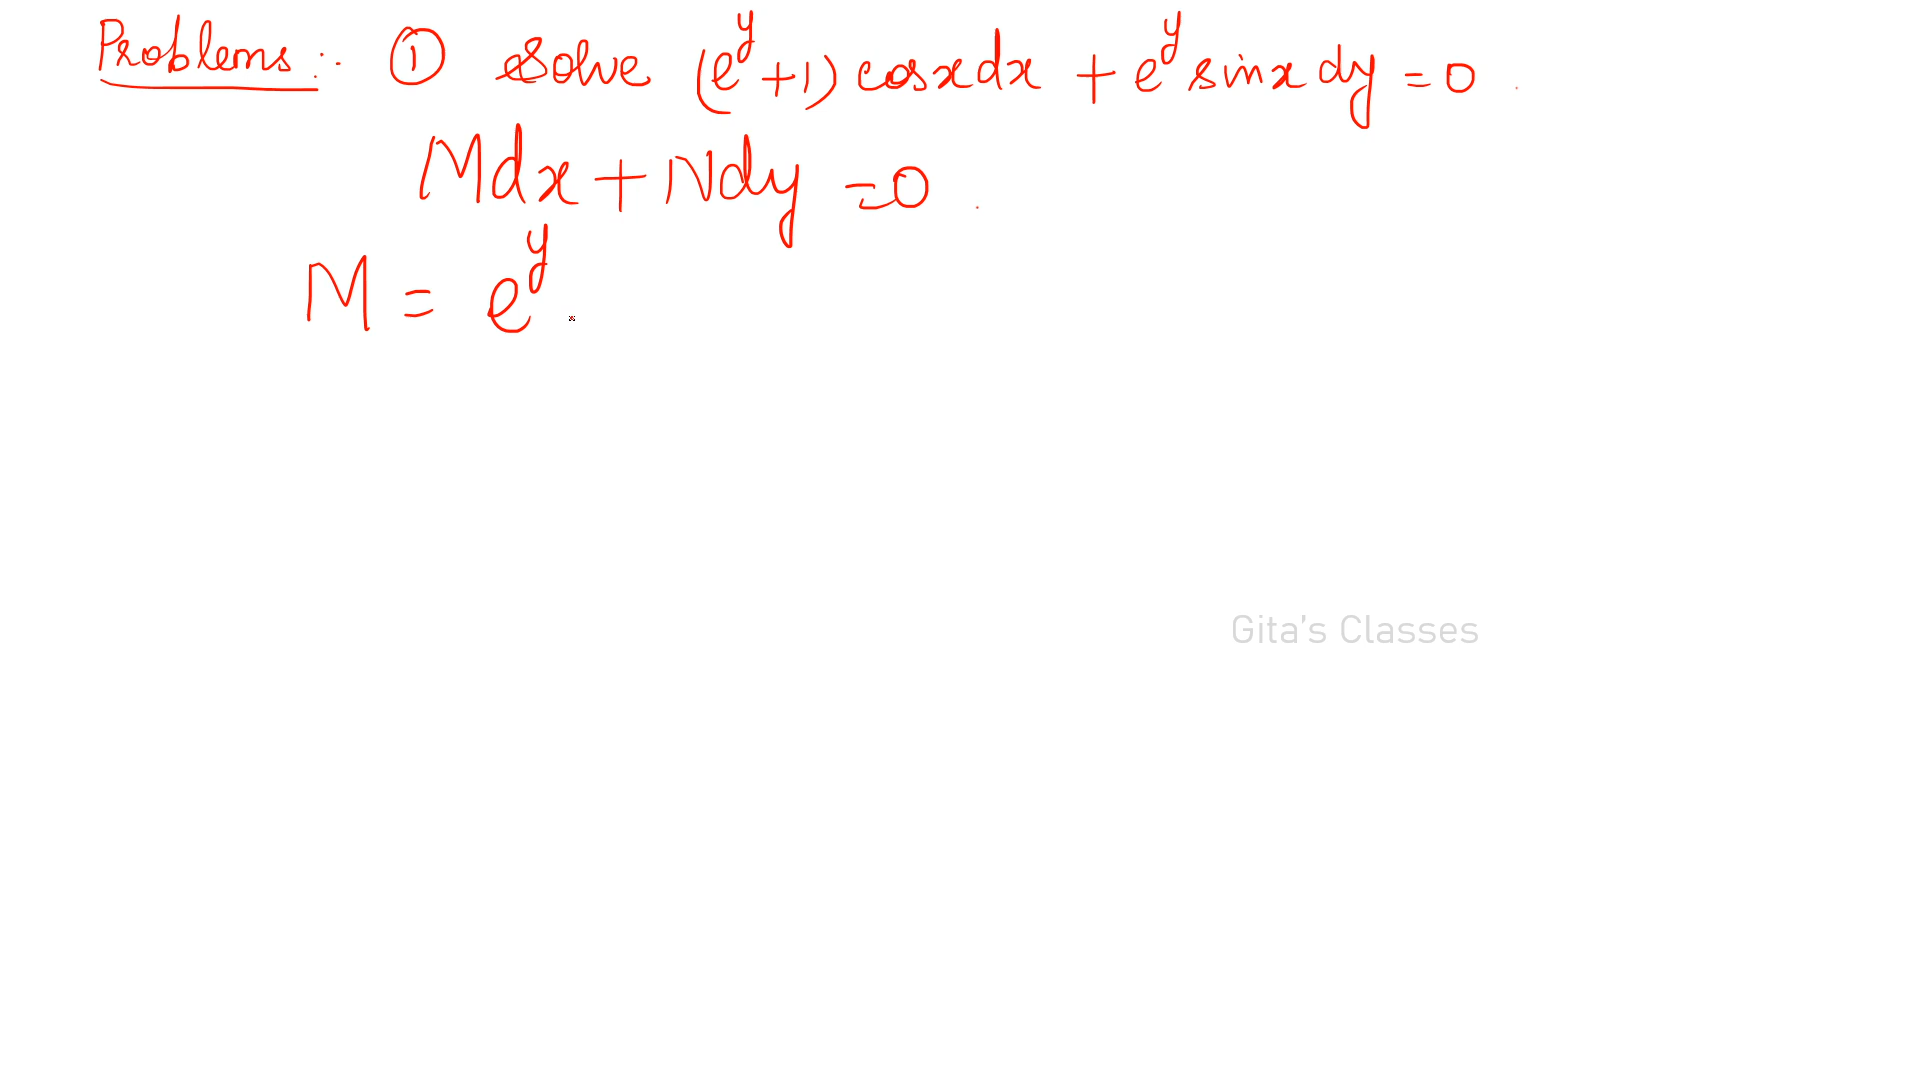 Problems :- ① Solve (e^y +1) cosx dx + e^y sinx dy = 0 .
Mdx + Ndy = 0 .
M = e^y
Gita's Classes